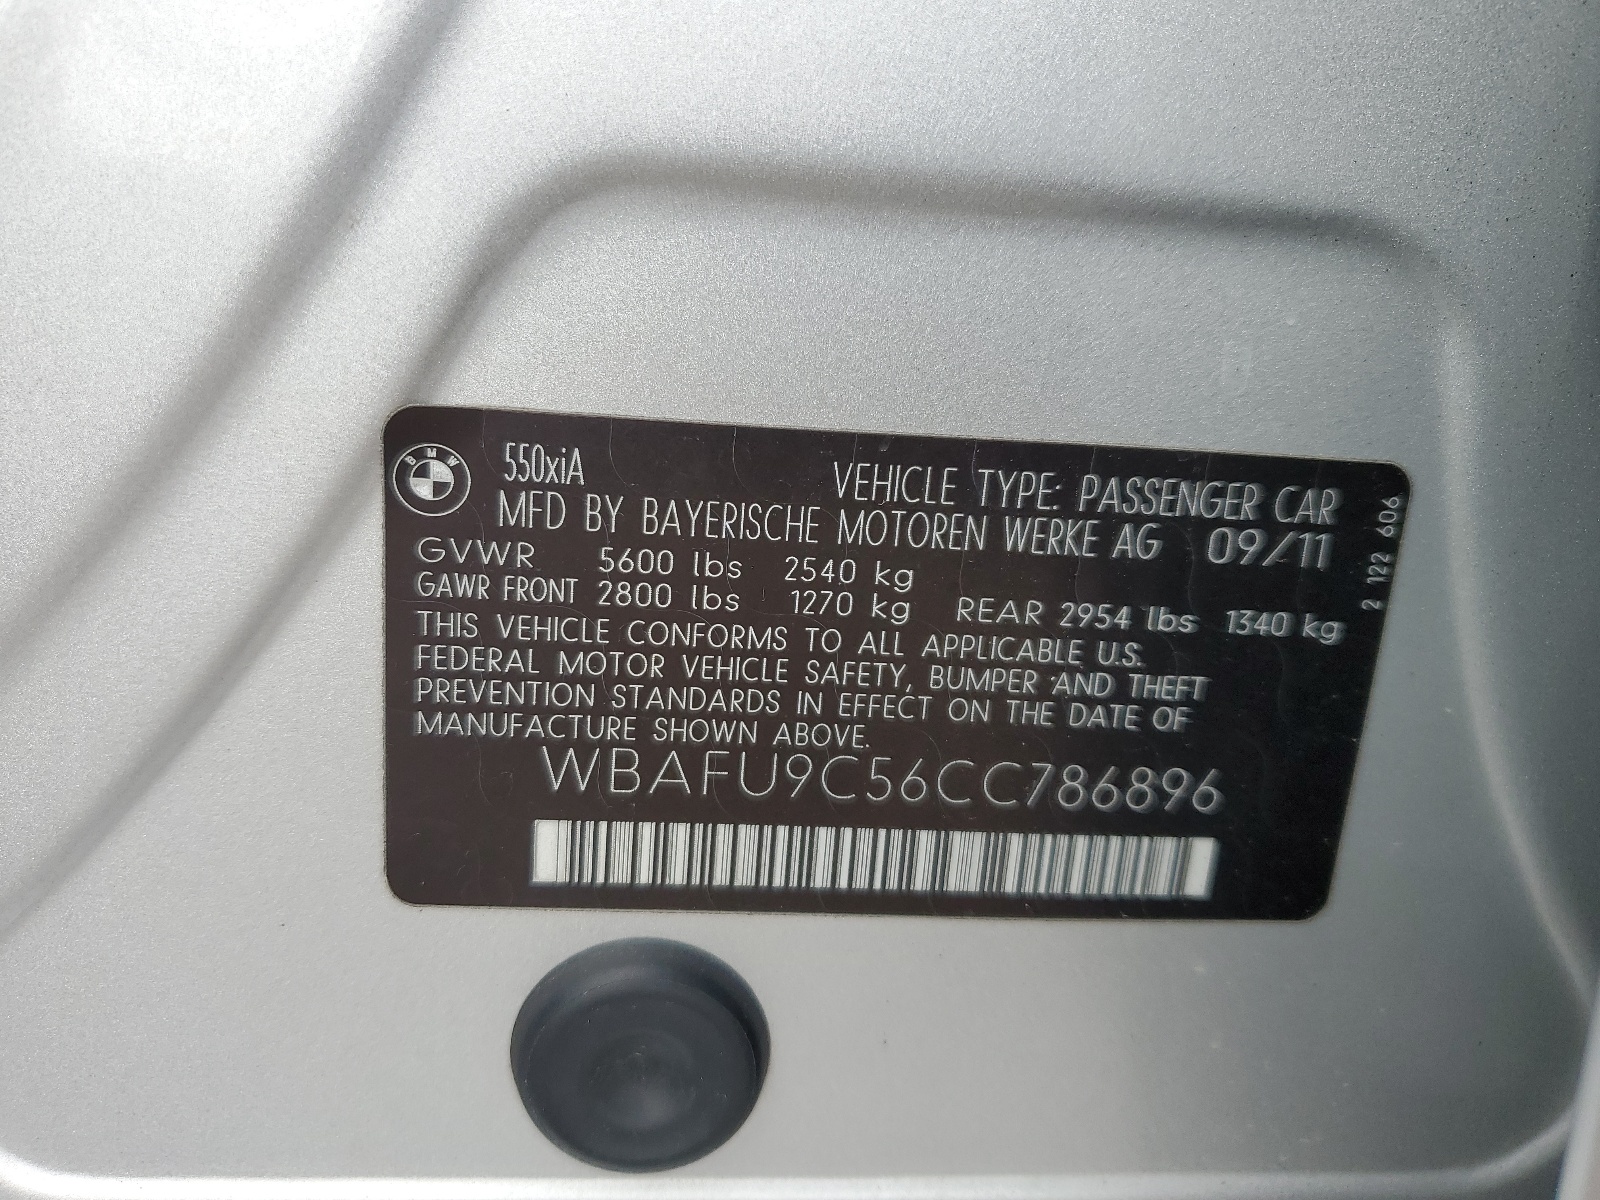 BMW
550xiA
VEHICLE TYPE: PASSENGER CAR
MFD BY BAYERISCHE MOTOREN WERKE AG 09/11
GVWR 5600 lbs 2540 kg
GAWR FRONT 2800 lbs 1270 kg REAR 2954 lbs 1340 kg
THIS VEHICLE CONFORMS TO ALL APPLICABLE U.S.
FEDERAL MOTOR VEHICLE SAFETY, BUMPER AND THEFT
PREVENTION STANDARDS IN EFFECT ON THE DATE OF
MANUFACTURE SHOWN ABOVE.
WBAFU9C56CC786896
2 122 606